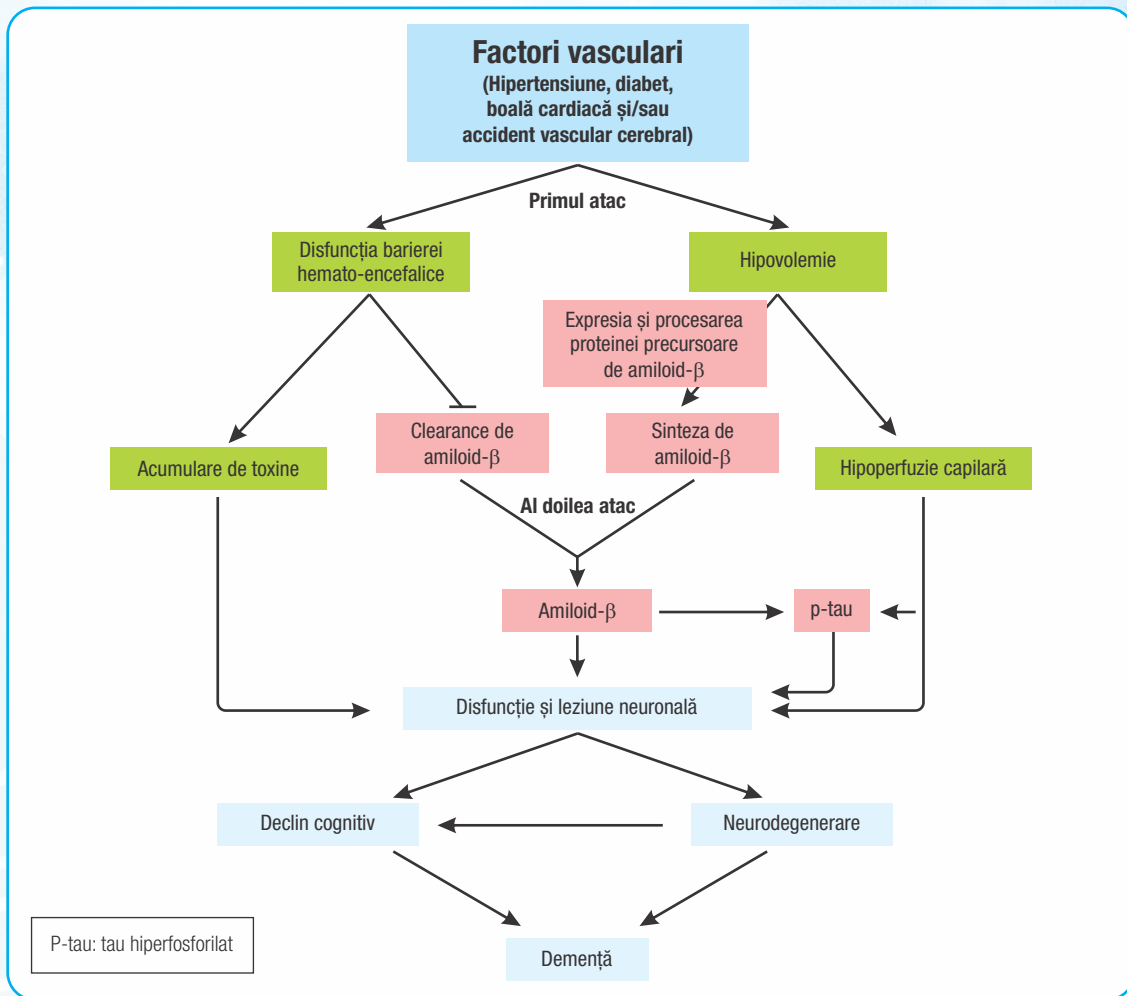 Factori vasculari
(Hipertensiune, diabet,
boală cardiacă și/sau
accident vascular cerebral)
Primul atac
Disfuncția barierei
hemato-encefalice
Hipovolemie
Expresia și procesarea
proteinei precursoare
de amiloid-β
Clearance de
amiloid-β
Sinteza de
amiloid-β
Acumulare de toxine
Hipoperfuzie capilară
Al doilea atac
Amiloid-β
p-tau
Disfuncție și leziune neuronală
Declin cognitiv
Neurodegenerare
P-tau: tau hiperfosforilat
Demență